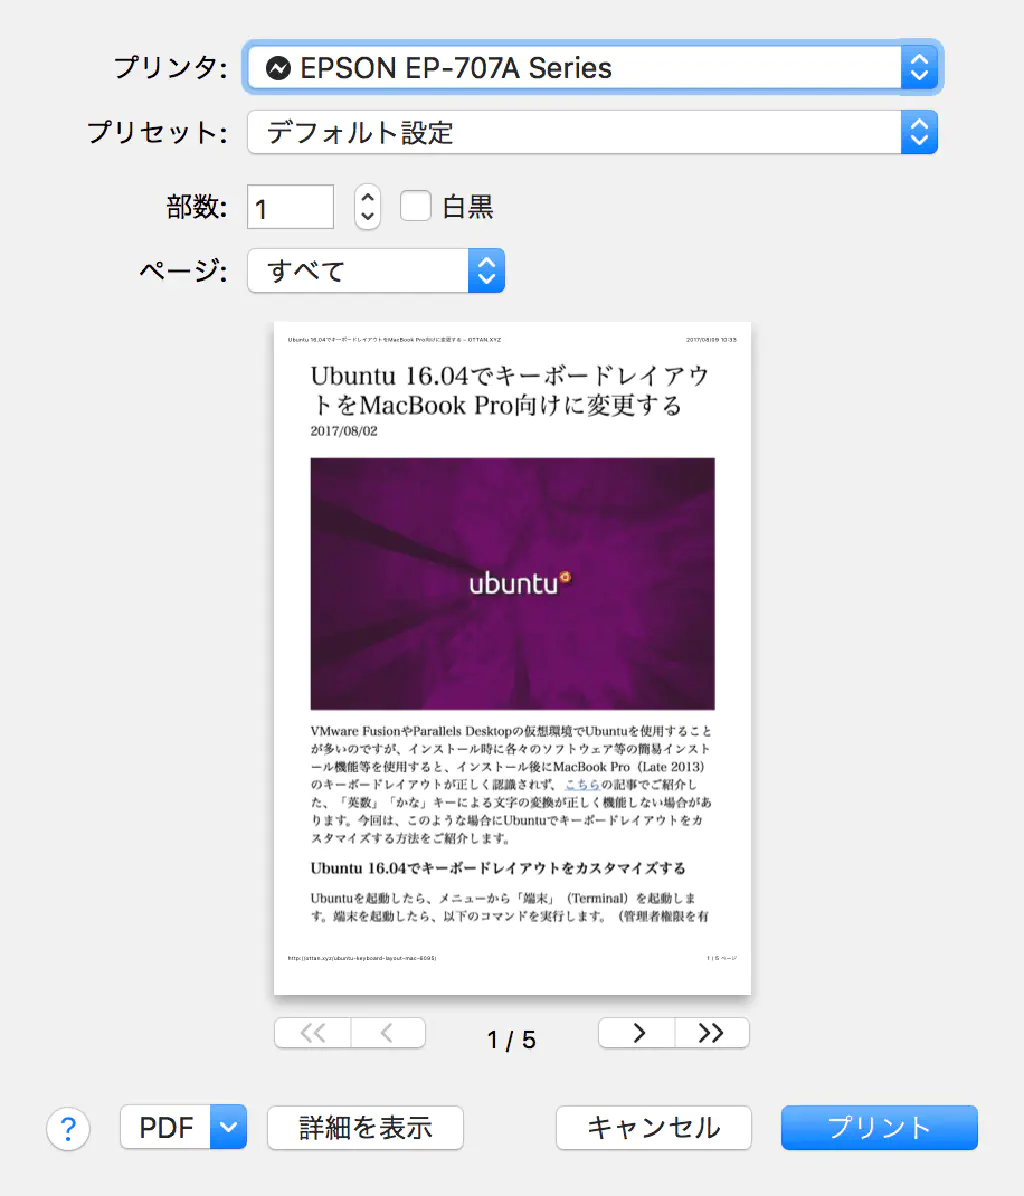 プリンタ: EPSON EP-707A Series
プリセット: デフォルト設定
部数: 1 白黒
ページ: すべて
Ubuntu 16.04でキーボードレイアウトをMacBook Pro向けに変更する - IOTTAN.XYZ 2017/08/09 10:35
Ubuntu 16.04でキーボードレイアウ
トをMacBook Pro向けに変更する
2017/08/02
ubuntu
VMware FusionやParallels Desktopの仮想環境でUbuntuを使用すること
が多いのですが、インストール時に各々のソフトウェア等の簡易インスト
ール機能等を使用すると、インストール後にMacBook Pro（Late 2013）
のキーボードレイアウトが正しく認識されず、こちらの記事でご紹介し
た、「英数」「かな」キーによる文字の変換が正しく機能しない場合があ
ります。今回は、このような場合にUbuntuでキーボードレイアウトをカ
スタマイズする方法をご紹介します。
Ubuntu 16.04でキーボードレイアウトをカスタマイズする
Ubuntuを起動したら、メニューから「端末」（Terminal）を起動しま
す。端末を起動したら、以下のコマンドを実行します。（管理者権限を有
1 / 5 ページ
1 / 5
? PDF 詳細を表示 キャンセル プリント